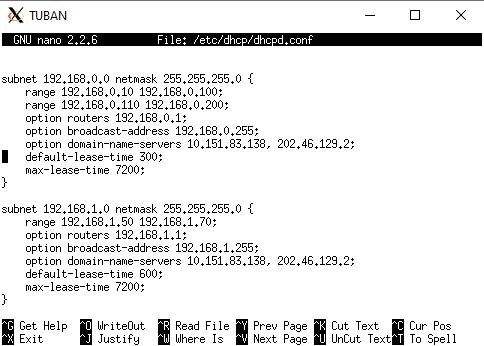 TUBAN
GNU nano 2.2.6 File: /etc/dhcp/dhcpd.conf
subnet 192.168.0.0 netmask 255.255.255.0 {
range 192.168.0.10 192.168.0.100;
range 192.168.0.110 192.168.0.200;
option routers 192.168.0.1;
option broadcast-address 192.168.0.255;
option domain-name-servers 10.151.83.138, 202.46.129.2;
default-lease-time 300;
max-lease-time 7200;
}
subnet 192.168.1.0 netmask 255.255.255.0 {
range 192.168.1.50 192.168.1.70;
option routers 192.168.1.1;
option broadcast-address 192.168.1.255;
option domain-name-servers 10.151.83.138, 202.46.129.2;
default-lease-time 600;
max-lease-time 7200;
}
^G Get Help ^O WriteOut ^R Read File ^Y Prev Page ^K Cut Text ^C Cur Pos
^X Exit ^J Justify ^W Where Is ^V Next Page ^U UnCut Text ^T To Spell